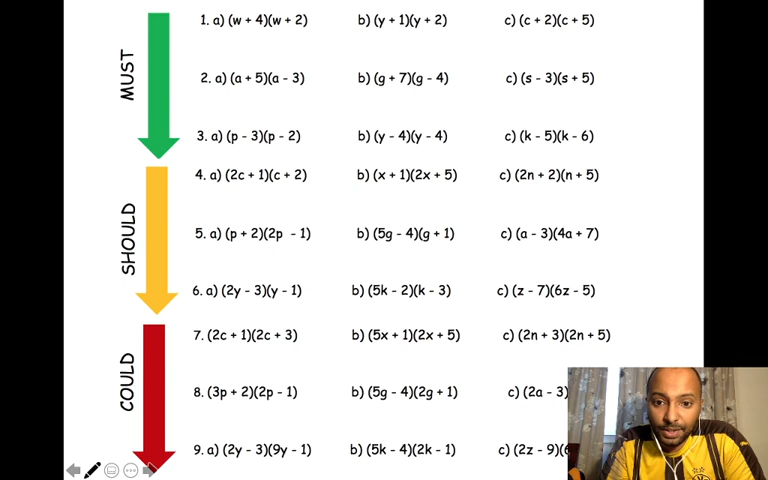 MUST
1. a) (w + 4)(w + 2) b) (y + 1)(y + 2) c) (c + 2)(c + 5)
2. a) (a + 5)(a - 3) b) (g + 7)(g - 4) c) (s - 3)(s + 5)
3. a) (p - 3)(p - 2) b) (y - 4)(y - 4) c) (k - 5)(k - 6)
SHOULD
4. a) (2c + 1)(c + 2) b) (x + 1)(2x + 5) c) (2n + 2)(n + 5)
5. a) (p + 2)(2p - 1) b) (5g - 4)(g + 1) c) (a - 3)(4a + 7)
6. a) (2y - 3)(y - 1) b) (5k - 2)(k - 3) c) (z - 7)(6z - 5)
COULD
7. (2c + 1)(2c + 3) b) (5x + 1)(2x + 5) c) (2n + 3)(2n + 5)
8. (3p + 2)(2p - 1) b) (5g - 4)(2g + 1) c) (2a - 3)
9. a) (2y - 3)(9y - 1) b) (5k - 4)(2k - 1) c) (2z - 9)